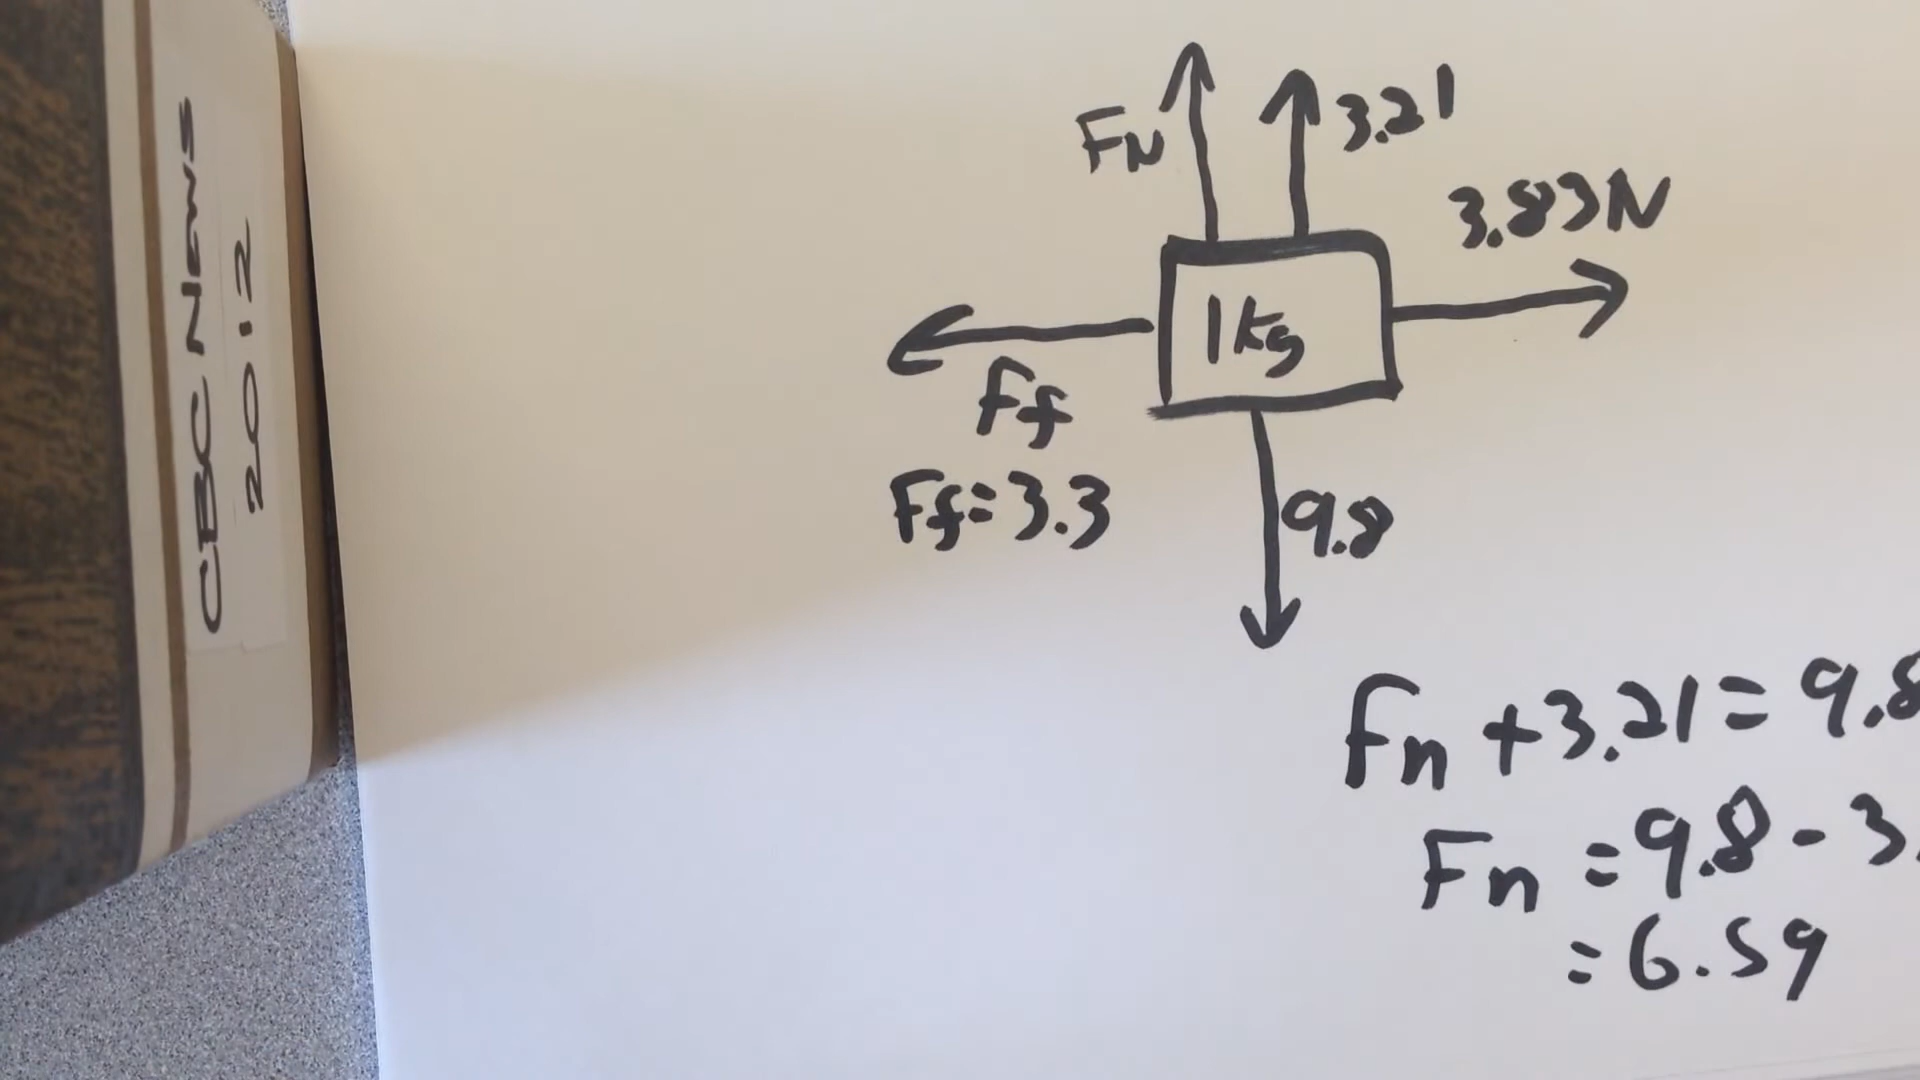 CBC News
2012
FN
3.21
3.83N
1kg
Ff
Ff=3.3
9.8
Fn+3.21=9.8
Fn=9.8-3.
=6.59